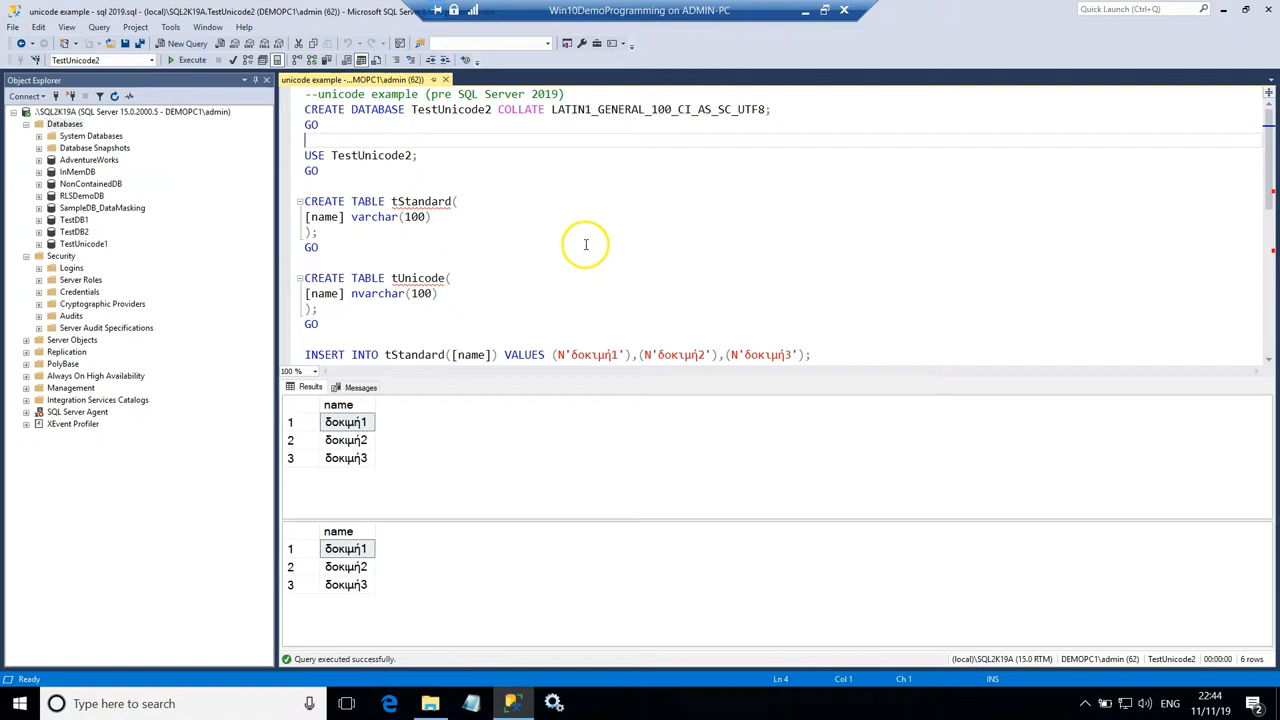 unicode example - sql 2019.sql - (local)\SQL2K19A.TestUnicode2 (DEMOPC1\admin (62)) - Microsoft SQL Server
Win10DemoProgramming on ADMIN-PC
Quick Launch (Ctrl+Q)
File Edit View Query Project Tools Window Help
New Query
TestUnicode2
Execute
Object Explorer
Connect
.\SQL2K19A (SQL Server 15.0.2000.5 - DEMOPC1\admin)
Databases
System Databases
Database Snapshots
AdventureWorks
InMemDB
NonContainedDB
RLSDemoDB
SampleDB_DataMasking
TestDB1
TestDB2
TestUnicode1
Security
Logins
Server Roles
Credentials
Cryptographic Providers
Audits
Server Audit Specifications
Server Objects
Replication
PolyBase
Always On High Availability
Management
Integration Services Catalogs
SQL Server Agent
XEvent Profiler
unicode example -...MOPC1\admin (62))
--unicode example (pre SQL Server 2019)
CREATE DATABASE TestUnicode2 COLLATE LATIN1_GENERAL_100_CI_AS_SC_UTF8;
GO
USE TestUnicode2;
GO
CREATE TABLE tStandard(
[name] varchar(100)
);
GO
CREATE TABLE tUnicode(
[name] nvarchar(100)
);
GO
INSERT INTO tStandard([name]) VALUES (N'δοκιμή1'),(N'δοκιμή2'),(N'δοκιμή3');
100 %
Results Messages
name
1 δοκιμή1
2 δοκιμή2
3 δοκιμή3
name
1 δοκιμή1
2 δοκιμή2
3 δοκιμή3
Query executed successfully.
(local)\SQL2K19A (15.0 RTM) DEMOPC1\admin (62) TestUnicode2 00:00:00 6 rows
Ready
Ln 4 Col 1 Ch 1 INS
Type here to search
ENG
22:44
11/11/19
2